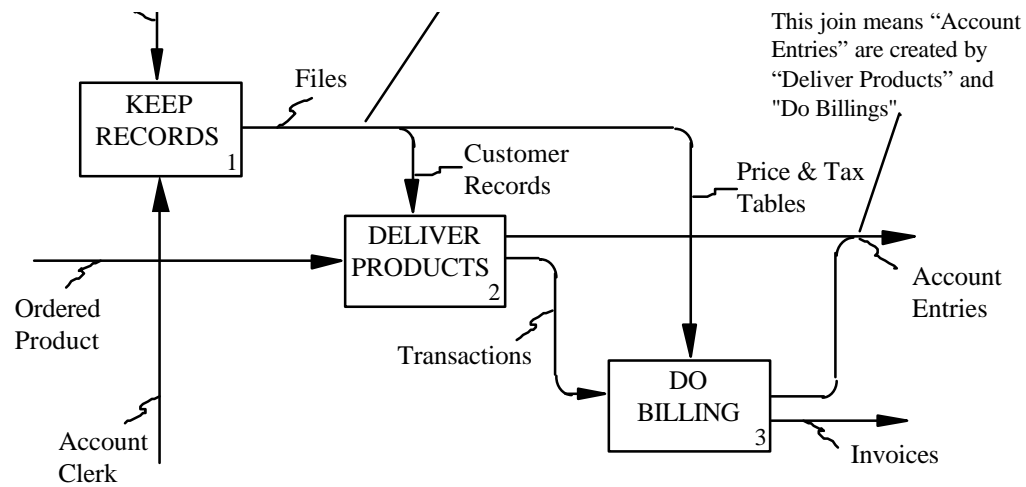 This join means “Account
Entries” are created by
“Deliver Products” and
"Do Billings".
KEEP
RECORDS
1
Files
Customer
Records
Price & Tax
Tables
DELIVER
PRODUCTS
2
Ordered
Product
Account
Entries
Transactions
DO
BILLING
3
Account
Clerk
Invoices